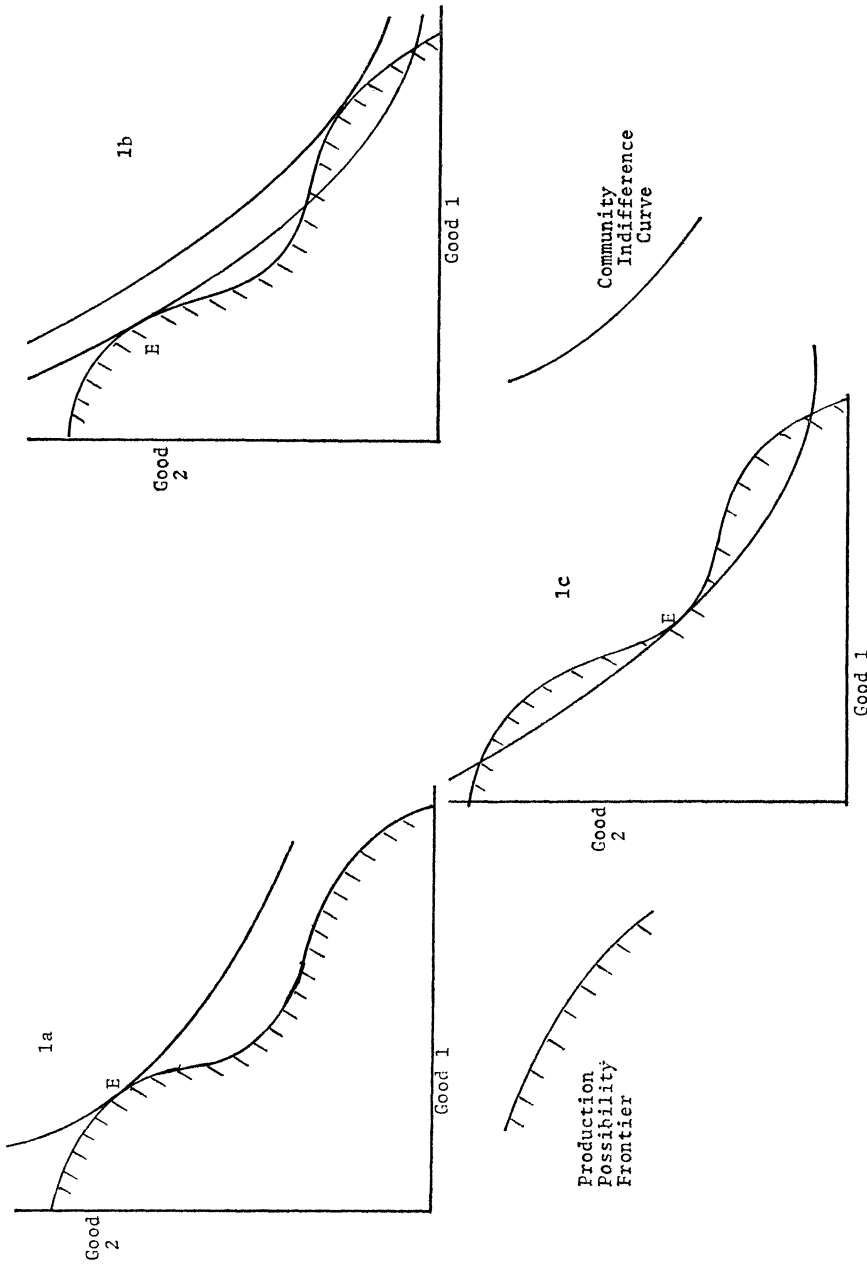 1a
Good
2
E
Good 1
1b
Good
2
E
Good 1
1c
Good
2
E
Good 1
Production
Possibility
Frontier
Community
Indifference
Curve